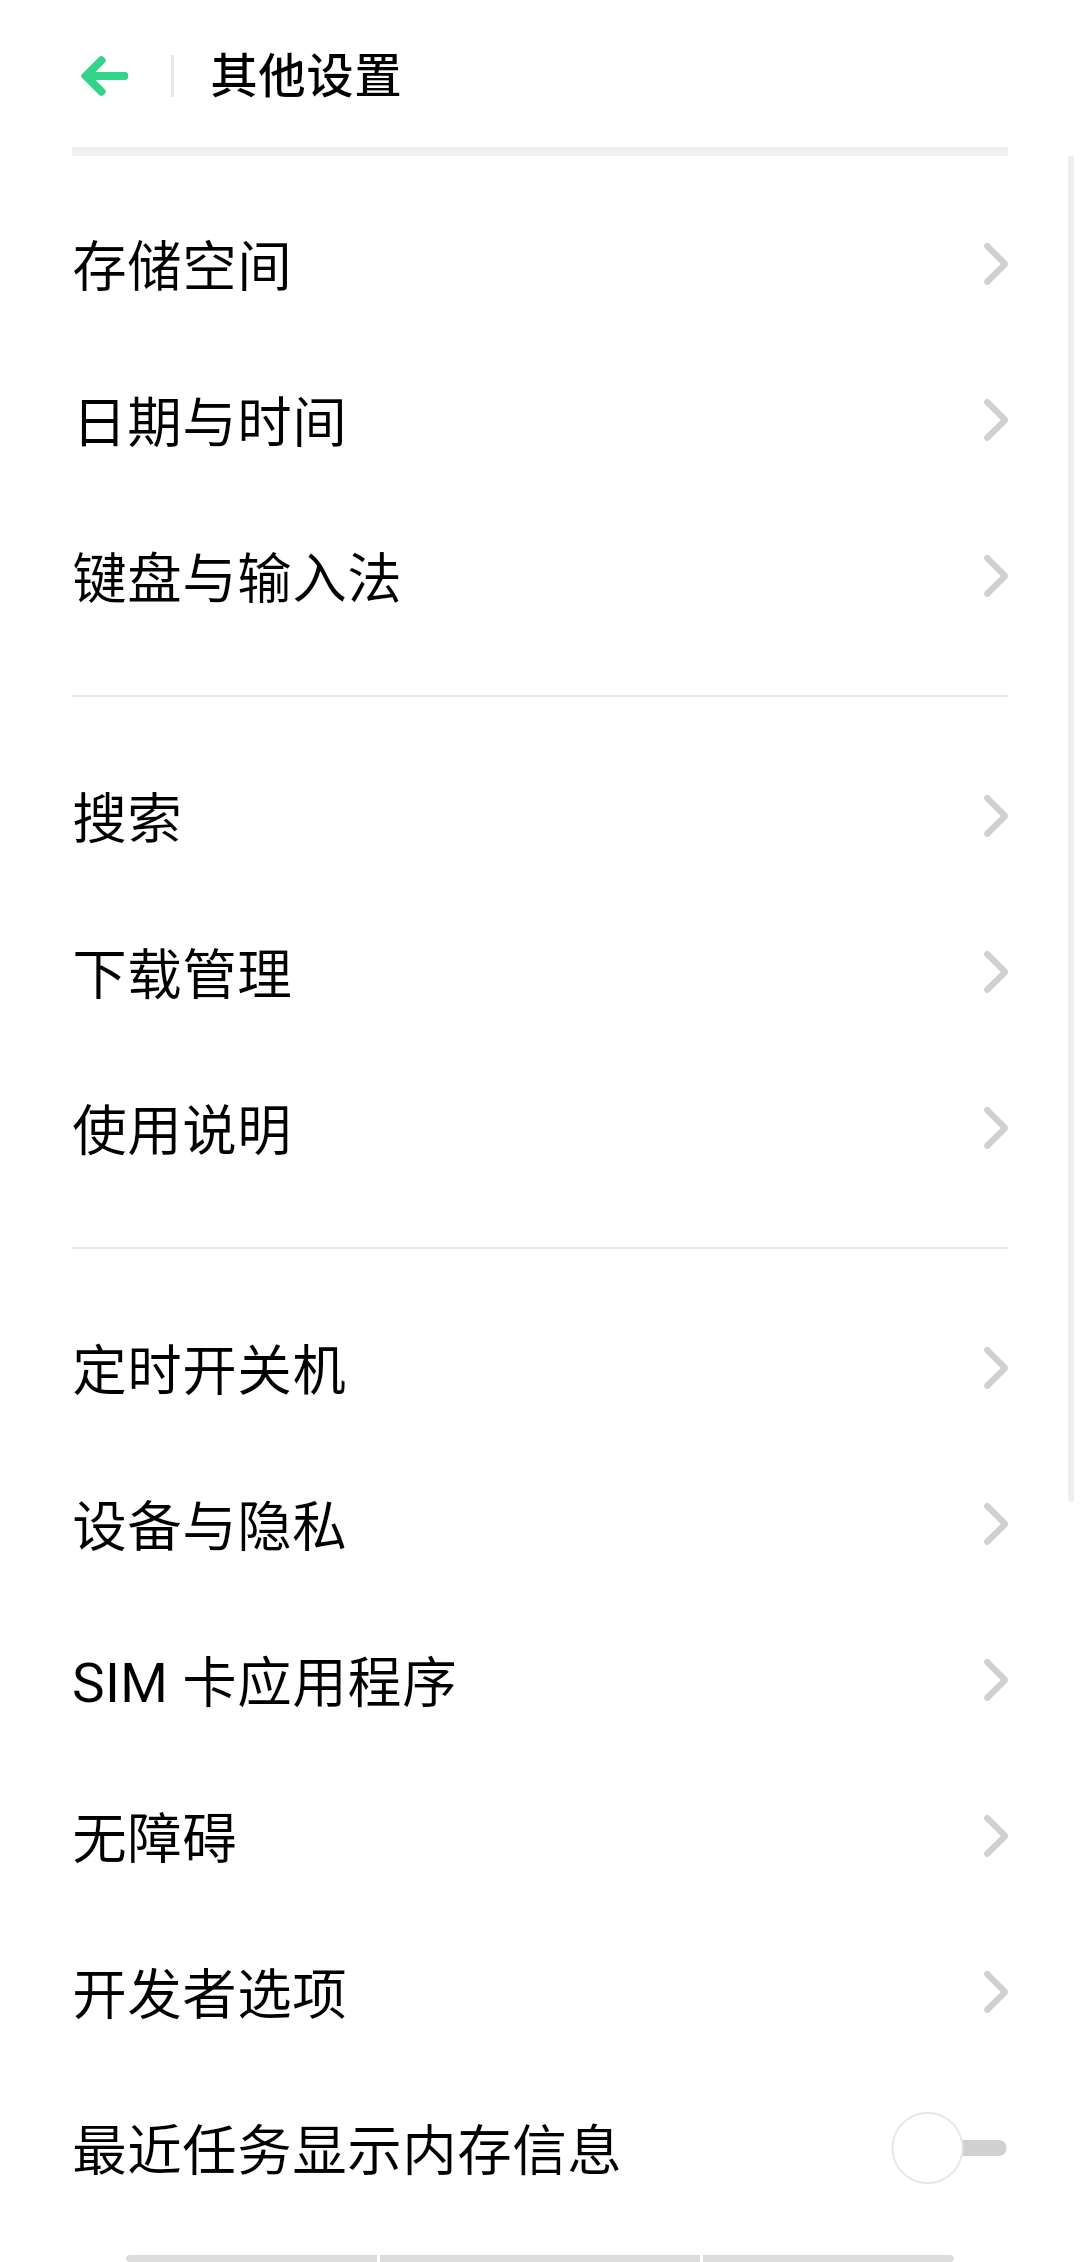 其他设置
存储空间
日期与时间
键盘与输入法
搜索
下载管理
使用说明
定时开关机
设备与隐私
SIM 卡应用程序
无障碍
开发者选项
最近任务显示内存信息